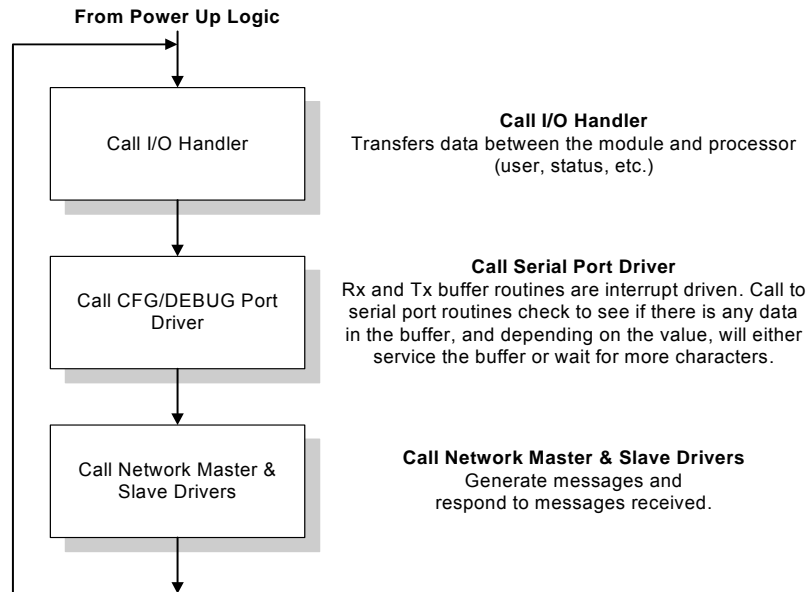 From Power Up Logic
Call I/O Handler
Call I/O Handler
Transfers data between the module and processor
(user, status, etc.)
Call CFG/DEBUG Port
Driver
Call Serial Port Driver
Rx and Tx buffer routines are interrupt driven. Call to
serial port routines check to see if there is any data
in the buffer, and depending on the value, will either
service the buffer or wait for more characters.
Call Network Master &
Slave Drivers
Call Network Master & Slave Drivers
Generate messages and
respond to messages received.